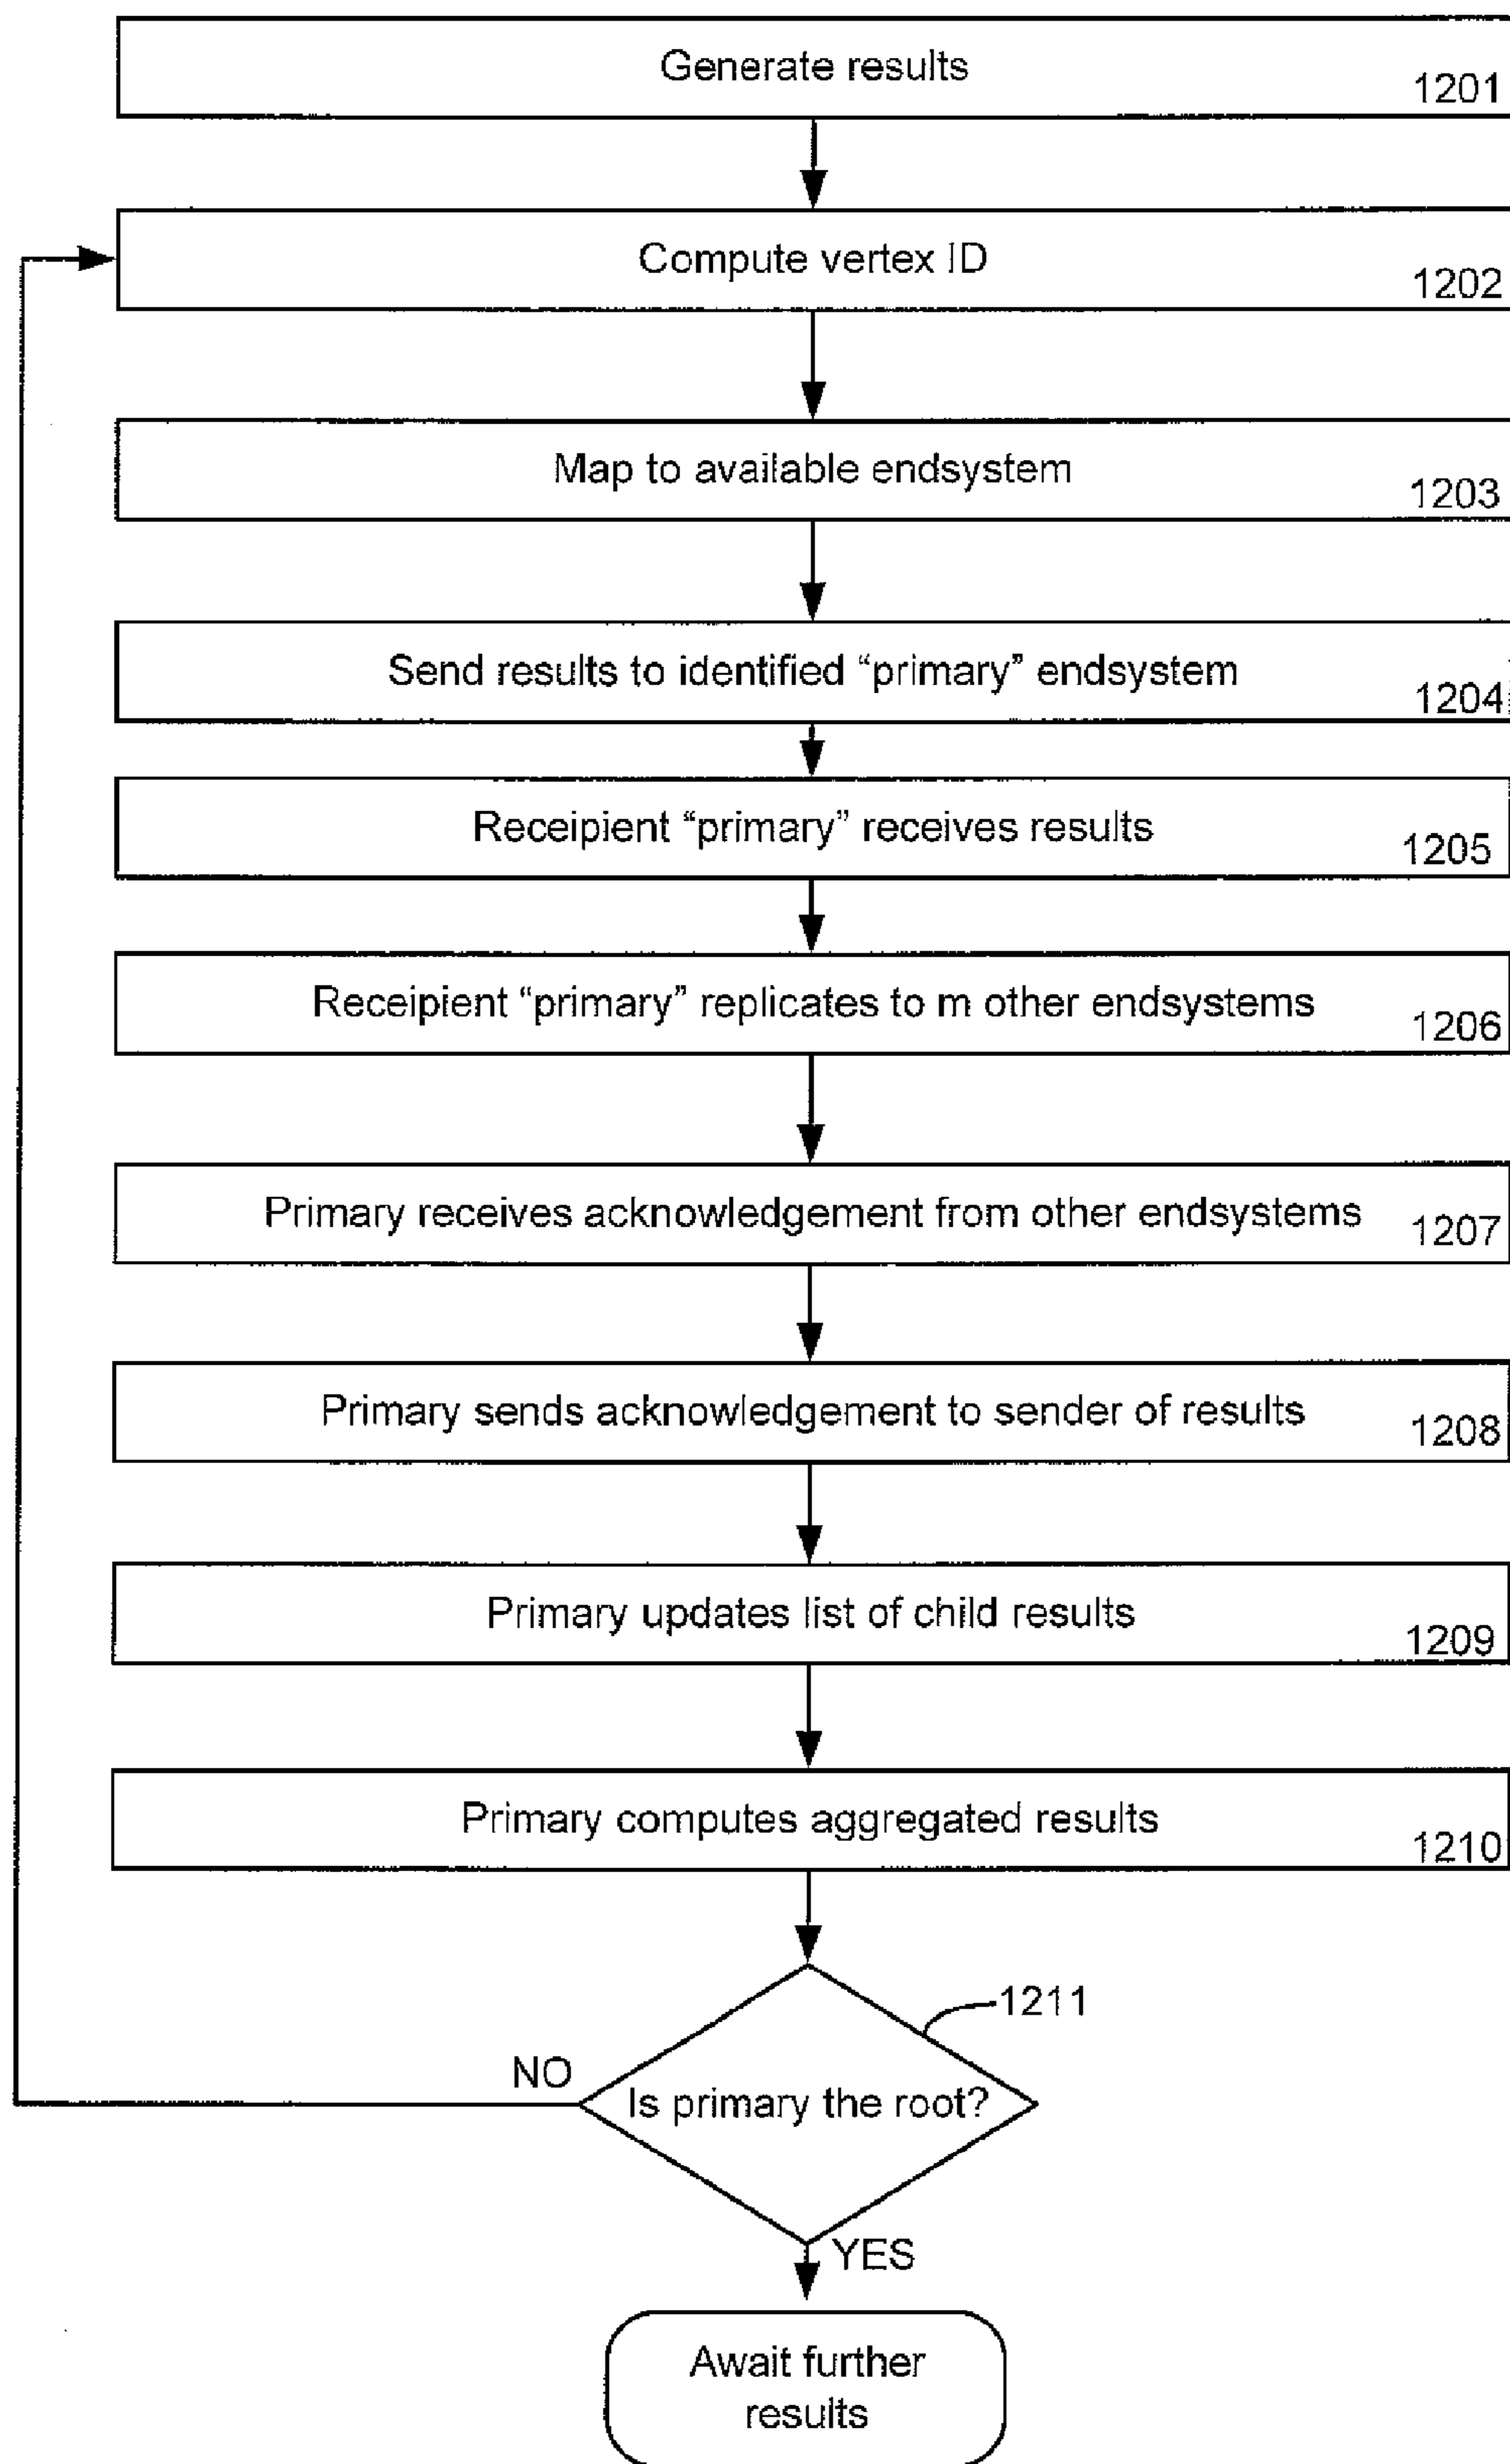 Generate results
1201
Compute vertex ID
1202
Map to available endsystem
1203
Send results to identified “primary” endsystem
1204
Receipient “primary” receives results
1205
Receipient “primary” replicates to m other endsystems
1206
Primary receives acknowledgement from other endsystems
1207
Primary sends acknowledgement to sender of results
1208
Primary updates list of child results
1209
Primary computes aggregated results
1210
1211
NO
Is primary the root?
YES
Await further
results